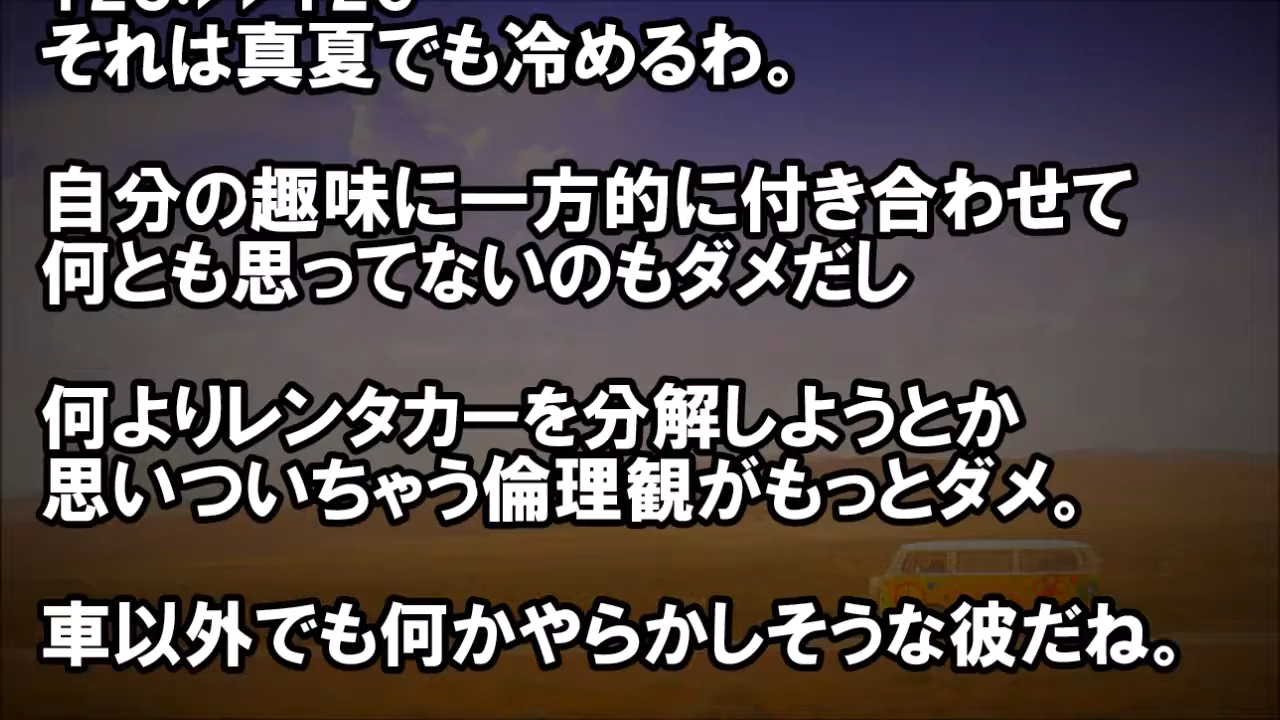 それは真夏でも冷めるわ。
自分の趣味に一方的に付き合わせて
何とも思ってないのもダメだし
何よりレンタカーを分解しようとか
思いついちゃう倫理観がもっとダメ。
車以外でも何かやらかしそうな彼だね。